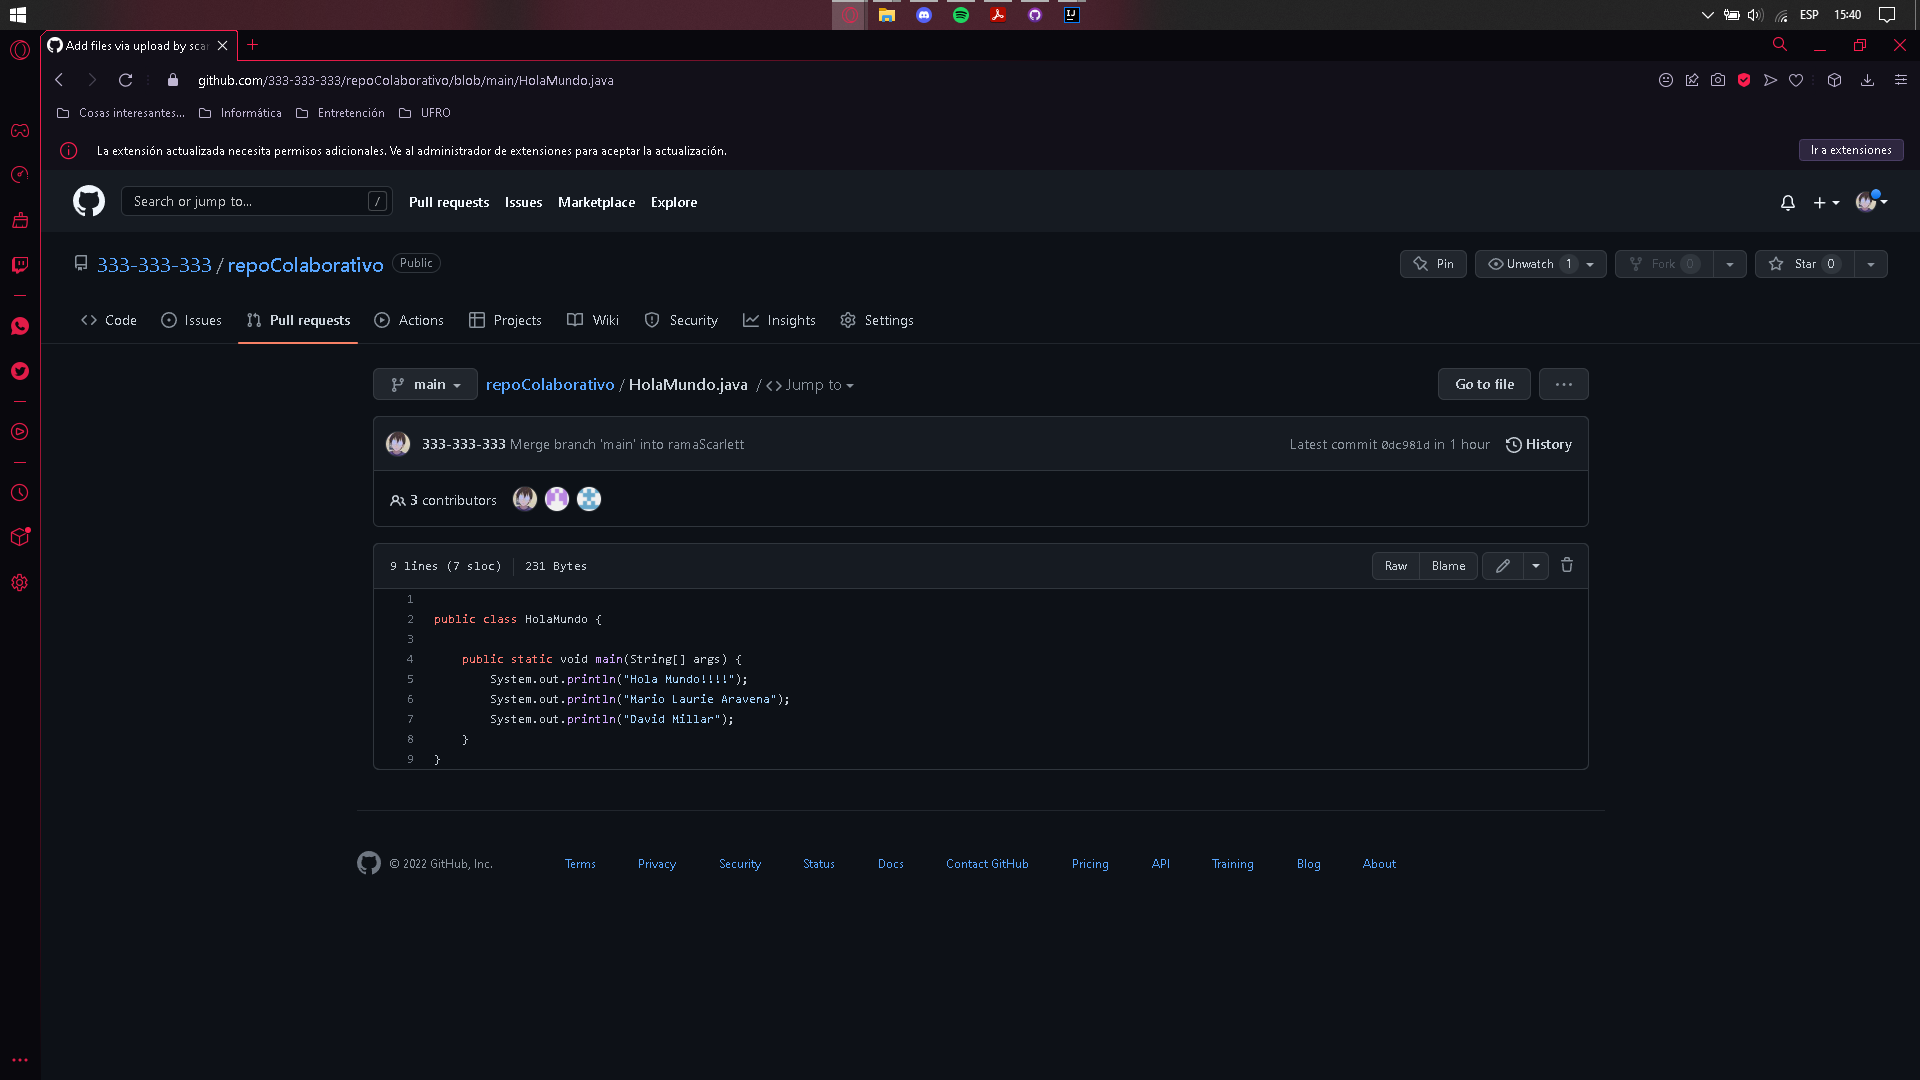 ESP 15:40
Add files via upload by scar
github.com/333-333-333/repoColaborativo/blob/main/HolaMundo.java
Cosas interesantes... Informática Entretención UFRO
La extensión actualizada necesita permisos adicionales. Ve al administrador de extensiones para aceptar la actualización. Ir a extensiones
Search or jump to... / Pull requests Issues Marketplace Explore
333-333-333 / repoColaborativo Public Pin Unwatch 1 Fork 0 Star 0
Code Issues Pull requests Actions Projects Wiki Security Insights Settings
main repoColaborativo / HolaMundo.java / <> Jump to Go to file ...
333-333-333 Merge branch 'main' into ramaScarlett Latest commit 0dc981d in 1 hour History
3 contributors
9 lines (7 sloc) 231 Bytes Raw Blame
1
2 public class HolaMundo {
3
4 public static void main(String[] args) {
5 System.out.println("Hola Mundo!!!!");
6 System.out.println("Mario Laurie Aravena");
7 System.out.println("David Millar");
8 }
9 }
© 2022 GitHub, Inc. Terms Privacy Security Status Docs Contact GitHub Pricing API Training Blog About